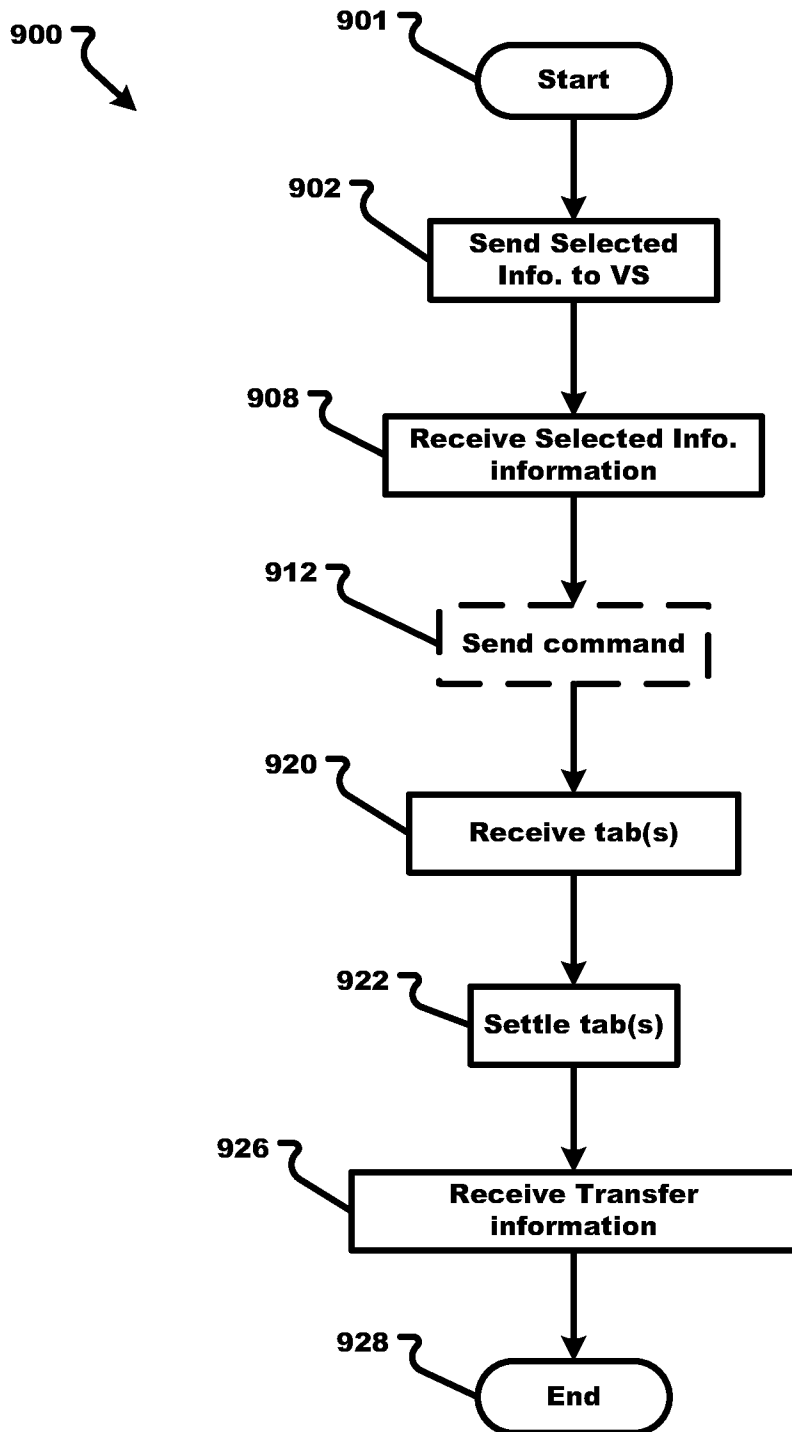 900
901
Start
902
Send Selected
Info. to VS
908
Receive Selected Info.
information
912
Send command
920
Receive tab(s)
922
Settle tab(s)
926
Receive Transfer
information
928
End